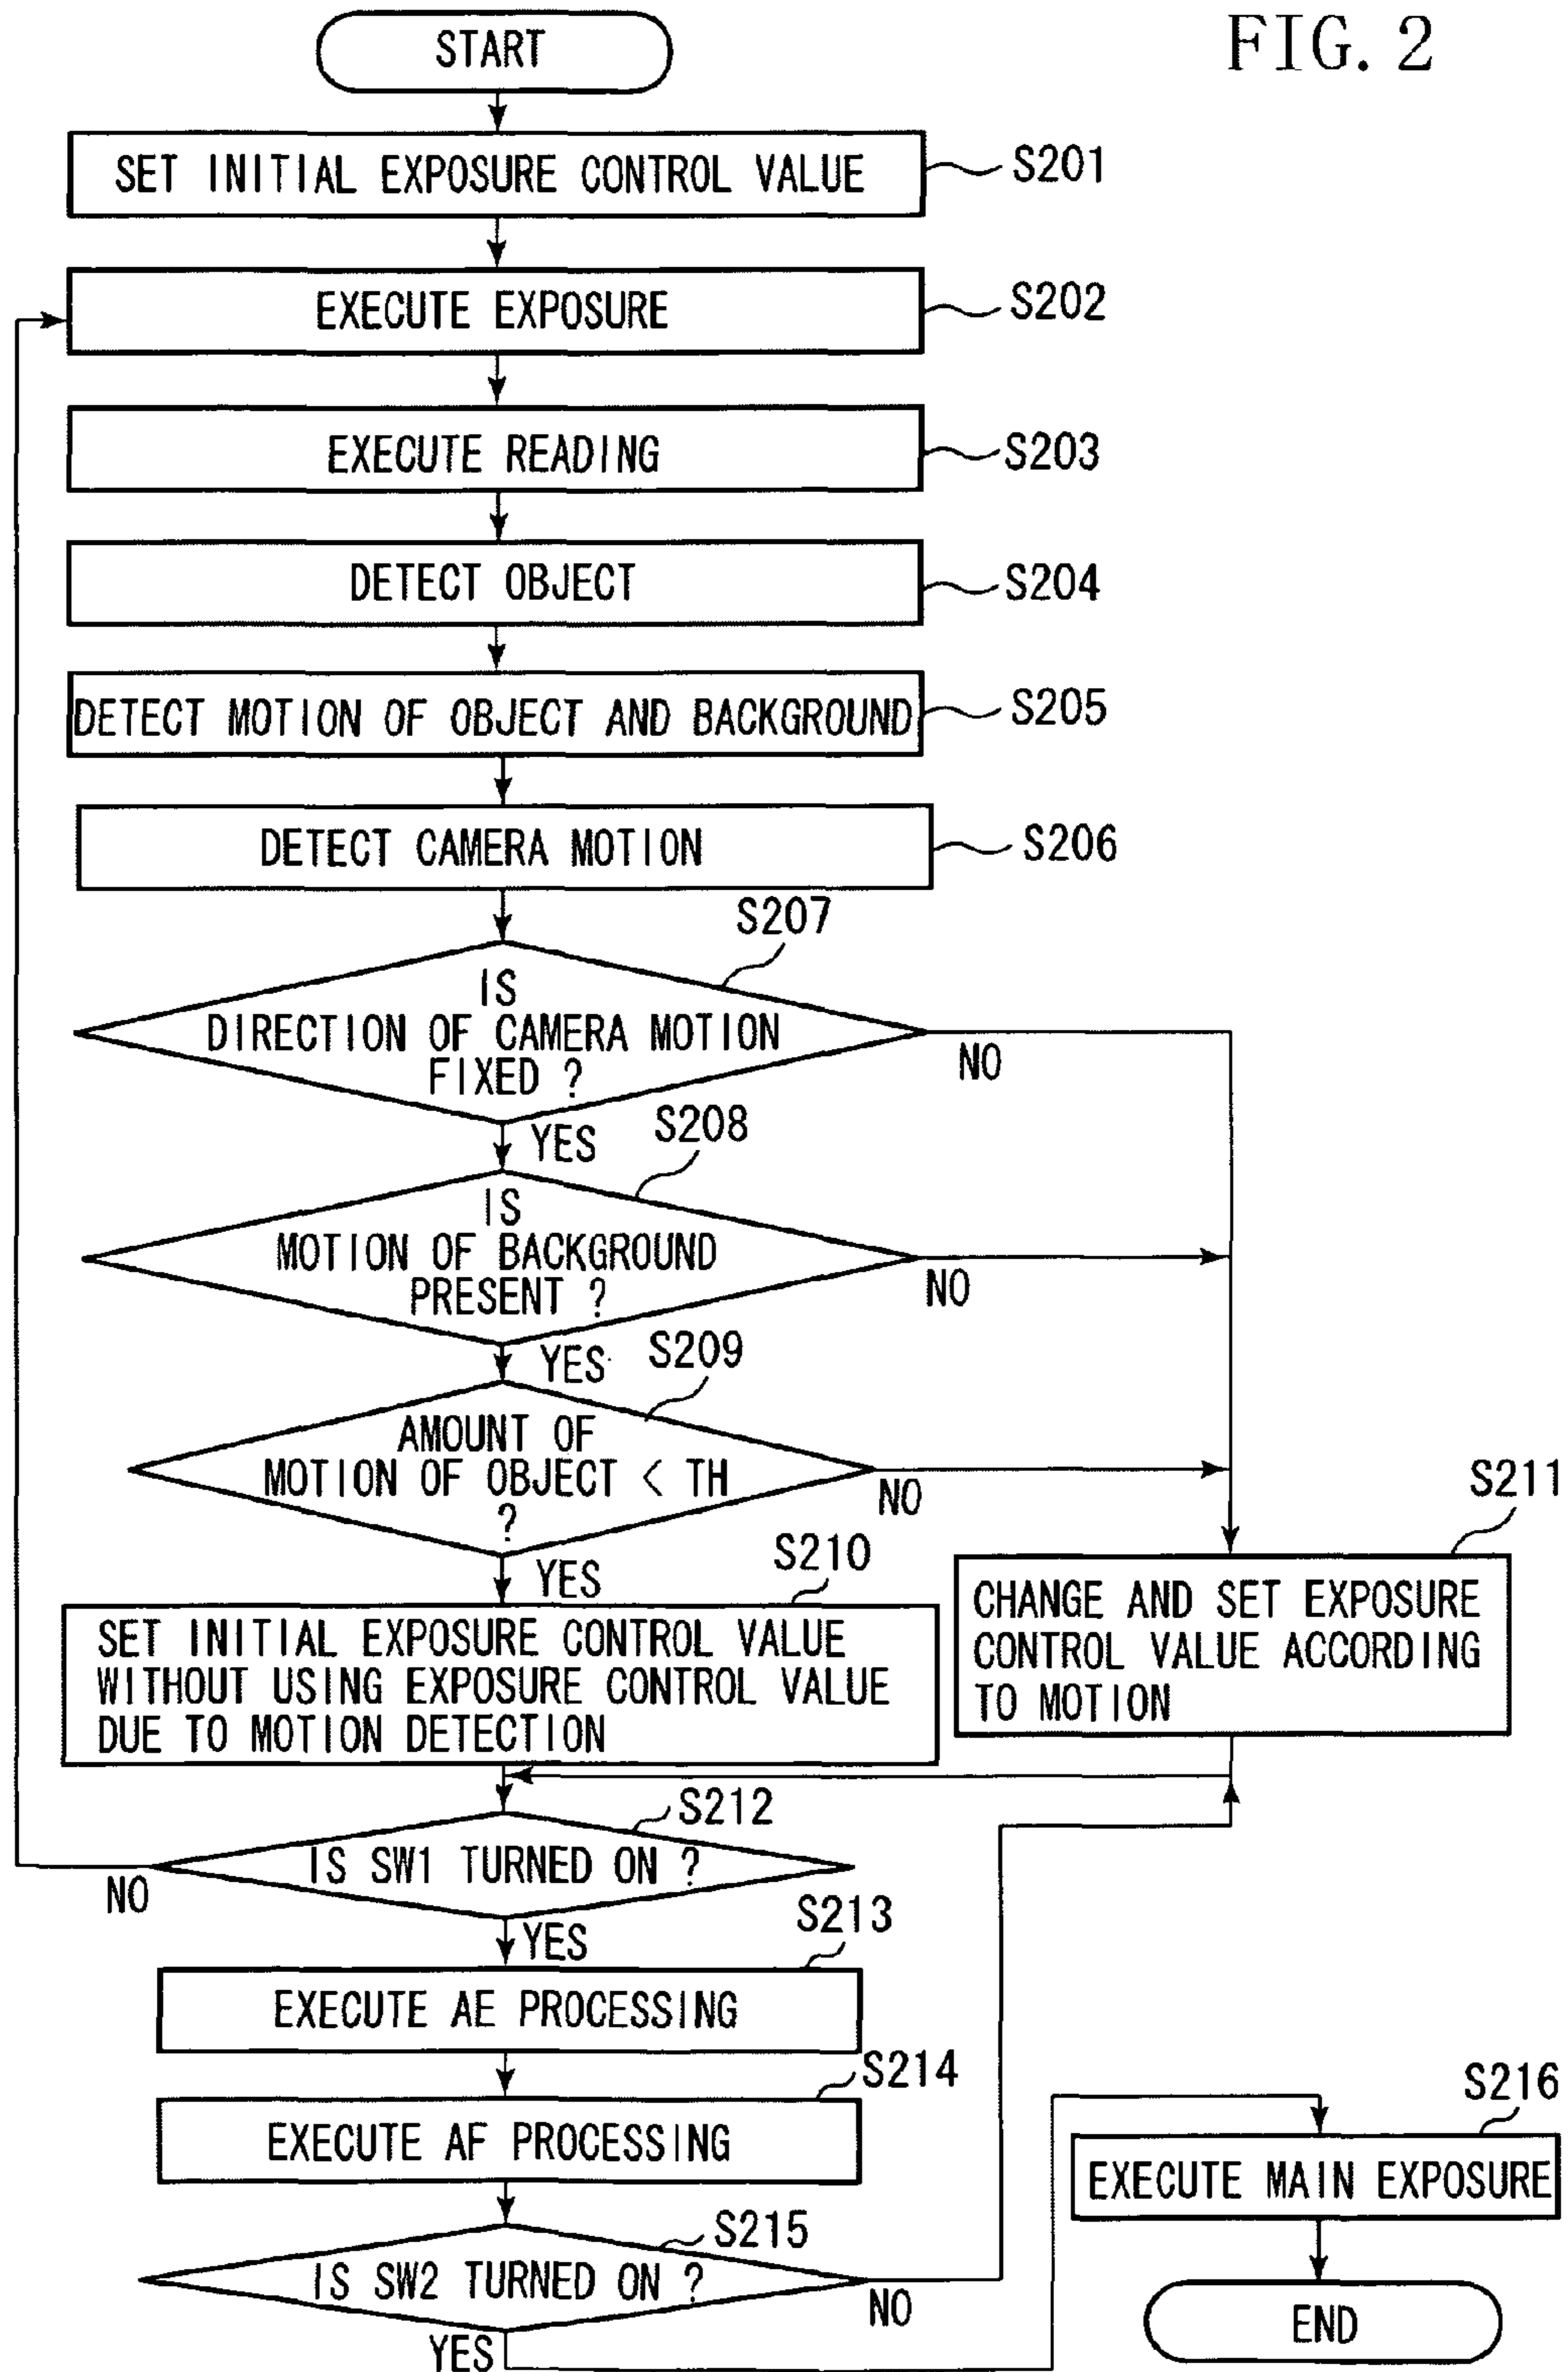 FIG. 2
START
SET INITIAL EXPOSURE CONTROL VALUE
S201
EXECUTE EXPOSURE
S202
EXECUTE READING
S203
DETECT OBJECT
S204
DETECT MOTION OF OBJECT AND BACKGROUND
S205
DETECT CAMERA MOTION
S206
S207
IS
DIRECTION OF CAMERA MOTION
FIXED ?
NO
YES
S208
IS
MOTION OF BACKGROUND
PRESENT ?
NO
YES
S209
AMOUNT OF
MOTION OF OBJECT < TH
?
NO
YES
S210
SET INITIAL EXPOSURE CONTROL VALUE
WITHOUT USING EXPOSURE CONTROL VALUE
DUE TO MOTION DETECTION
S211
CHANGE AND SET EXPOSURE
CONTROL VALUE ACCORDING
TO MOTION
S212
IS SW1 TURNED ON ?
NO
YES
S213
EXECUTE AE PROCESSING
S214
EXECUTE AF PROCESSING
S215
IS SW2 TURNED ON ?
NO
YES
S216
EXECUTE MAIN EXPOSURE
END